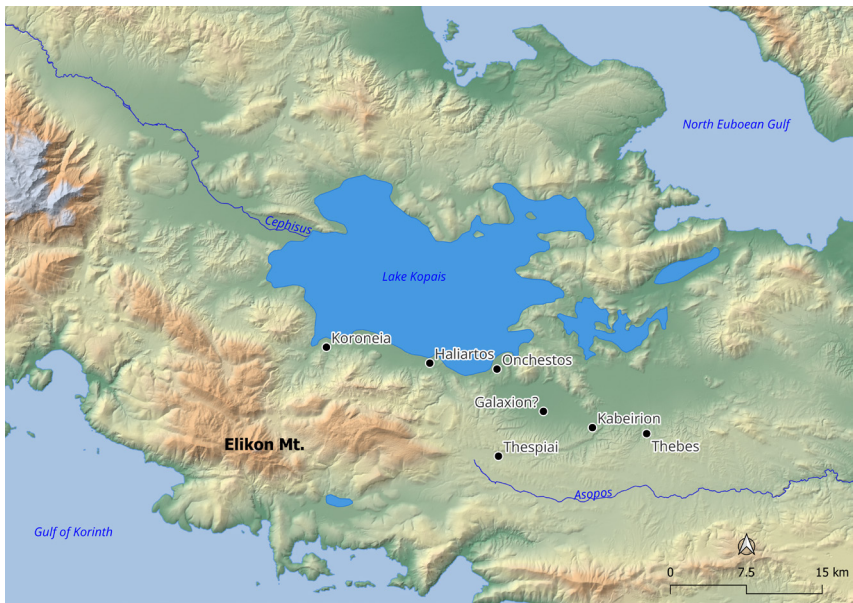 North Euboean Gulf
Cephisus
Lake Kopais
Koroneia
Haliartos
Onchestos
Galaxion?
Kabeirion
Elikon Mt.
Thespiai
Thebes
Asopos
Gulf of Korinth
0 7.5 15 km